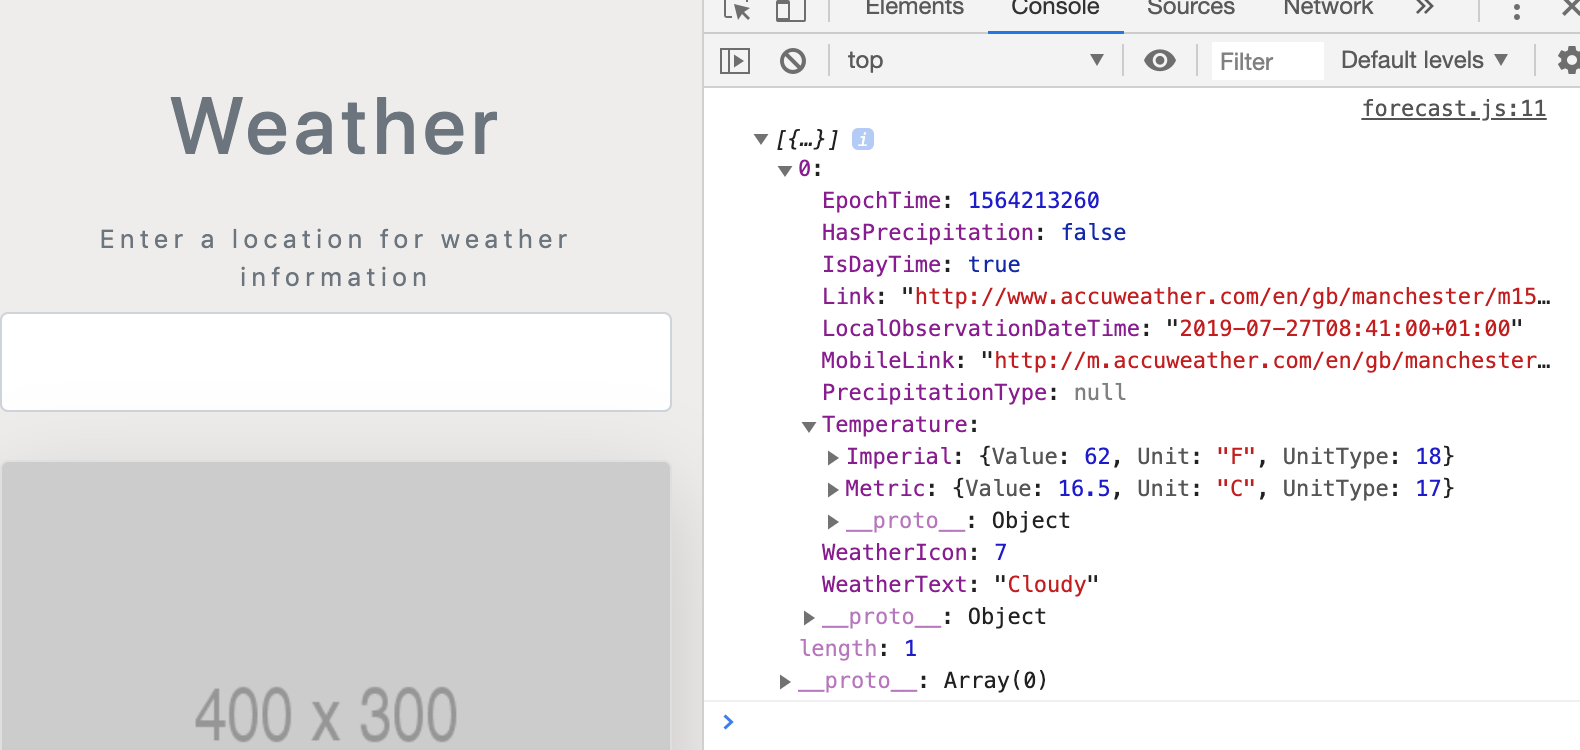 Weather
Enter a location for weather
information
400 x 300
Elements Console Sources Network
top Filter Default levels
forecast.js:11
[{…}] i
0:
EpochTime: 1564213260
HasPrecipitation: false
IsDayTime: true
Link: "http://www.accuweather.com/en/gb/manchester/m15…
LocalObservationDateTime: "2019-07-27T08:41:00+01:00"
MobileLink: "http://m.accuweather.com/en/gb/manchester…
PrecipitationType: null
Temperature:
Imperial: {Value: 62, Unit: "F", UnitType: 18}
Metric: {Value: 16.5, Unit: "C", UnitType: 17}
__proto__: Object
WeatherIcon: 7
WeatherText: "Cloudy"
__proto__: Object
length: 1
__proto__: Array(0)